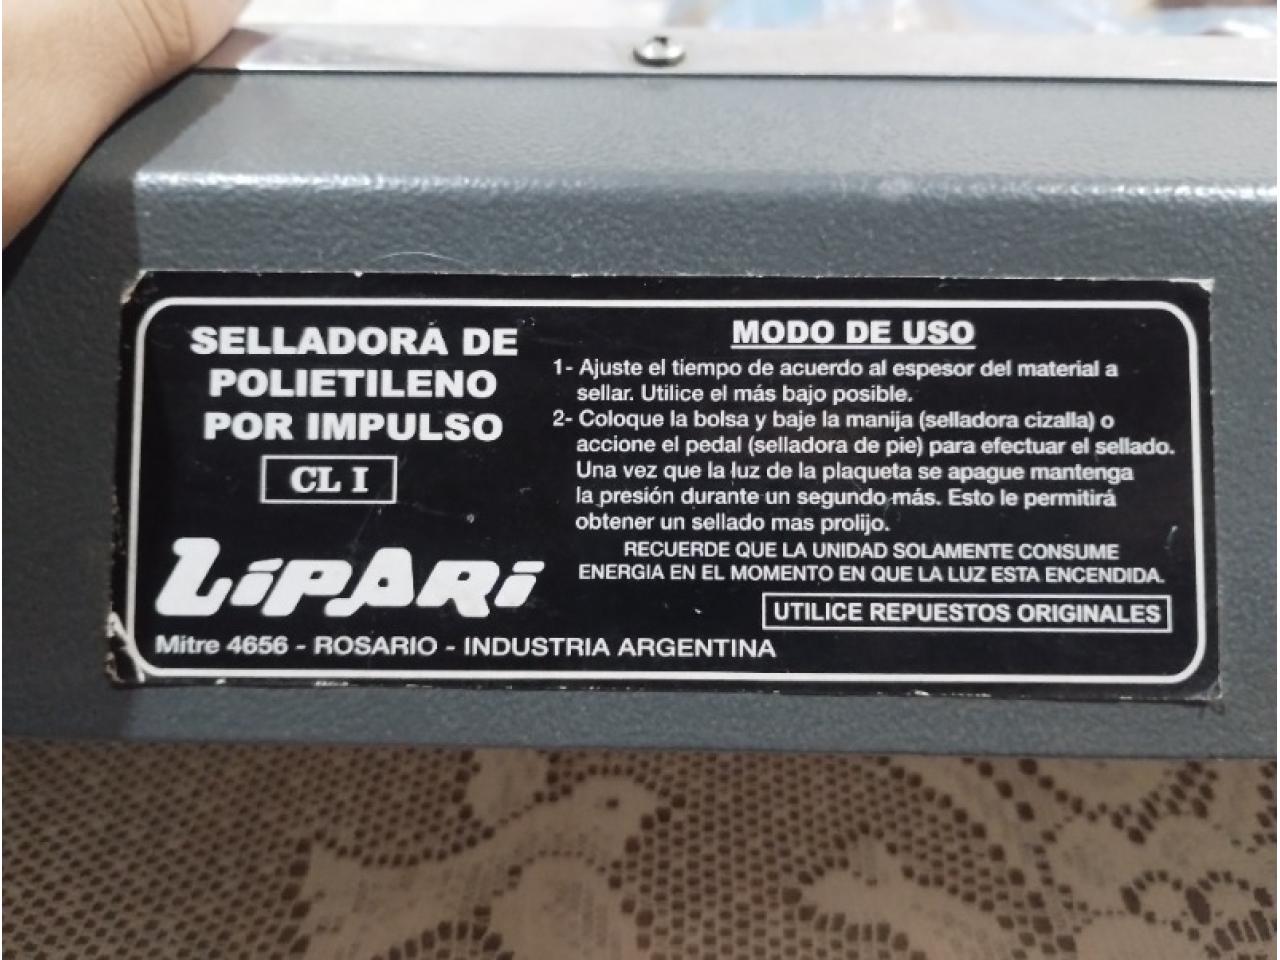 SELLADORA DE
POLIETILENO
POR IMPULSO
CL I
LiPARi
Mitre 4656 - ROSARIO - INDUSTRIA ARGENTINA
MODO DE USO
1- Ajuste el tiempo de acuerdo al espesor del material a
sellar. Utilice el más bajo posible.
2- Coloque la bolsa y baje la manija (selladora cizalla) o
accione el pedal (selladora de pie) para efectuar el sellado.
Una vez que la luz de la plaqueta se apague mantenga
la presión durante un segundo más. Esto le permitirá
obtener un sellado mas prolijo.
RECUERDE QUE LA UNIDAD SOLAMENTE CONSUME
ENERGIA EN EL MOMENTO EN QUE LA LUZ ESTA ENCENDIDA.
UTILICE REPUESTOS ORIGINALES